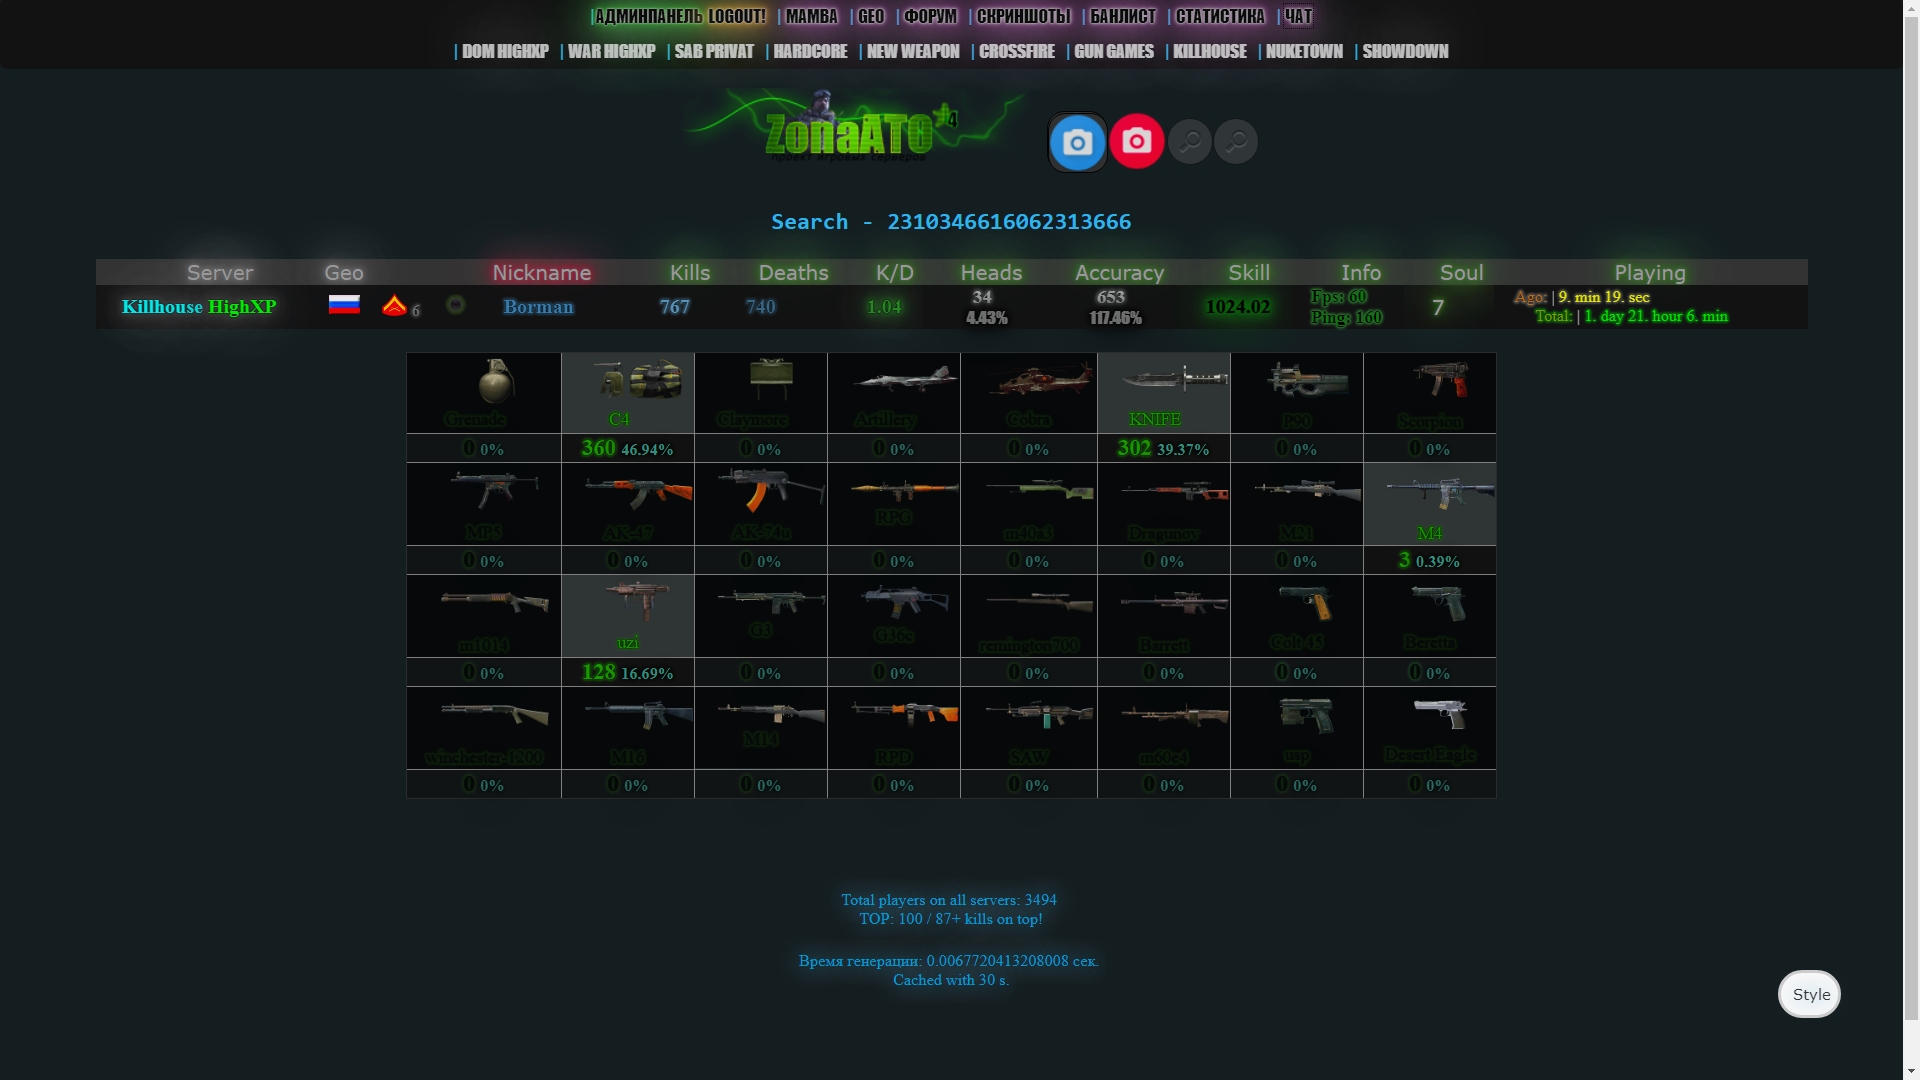 |АДМИНПАНЕЛЬ LOGOUT! | MAMBA | GEO | ФОРУМ | СКРИНШОТЫ | БАНЛИСТ | СТАТИСТИКА | ЧАТ
| DOM HIGHXP | WAR HIGHXP | SAB PRIVAT | HARDCORE | NEW WEAPON | CROSSFIRE | GUN GAMES | KILLHOUSE | NUKETOWN | SHOWDOWN
ZonaATO 4
проект игровых серверов
Search - 2310346616062313666
Server Geo Nickname Kills Deaths K/D Heads Accuracy Skill Info Soul Playing
Killhouse HighXP 6 Borman 767 740 1.04 34 653 1024.02 Fps: 60 7 Ago: | 9. min 19. sec
4.43% 117.46% Ping: 160 Total: | 1. day 21. hour 6. min
Grenade C4 Claymore Artillery Cobra KNIFE P90 Scorpion
0 0% 360 46.94% 0 0% 0 0% 0 0% 302 39.37% 0 0% 0 0%
MP5 AK-47 AK-74u RPG m40a3 Dragunov M21 M4
0 0% 0 0% 0 0% 0 0% 0 0% 0 0% 0 0% 3 0.39%
m1014 uzi G3 G36c remington700 Barrett Colt-45 Beretta
0 0% 128 16.69% 0 0% 0 0% 0 0% 0 0% 0 0% 0 0%
winchester-1200 M16 M14 RPD SAW m60e4 usp Desert Eagle
0 0% 0 0% 0 0% 0 0% 0 0% 0 0% 0 0% 0 0%
Total players on all servers: 3494
TOP: 100 / 87+ kills on top!
Время генерации: 0.0067720413208008 сек.
Cached with 30 s.
Style